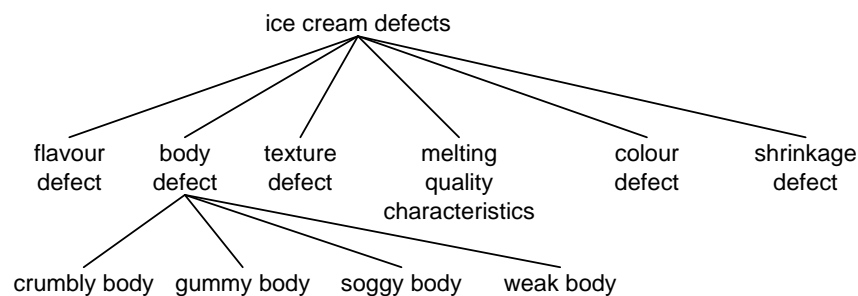 ice cream defects
flavour body texture melting colour shrinkage
defect defect defect quality defect defect
characteristics
crumbly body gummy body soggy body weak body